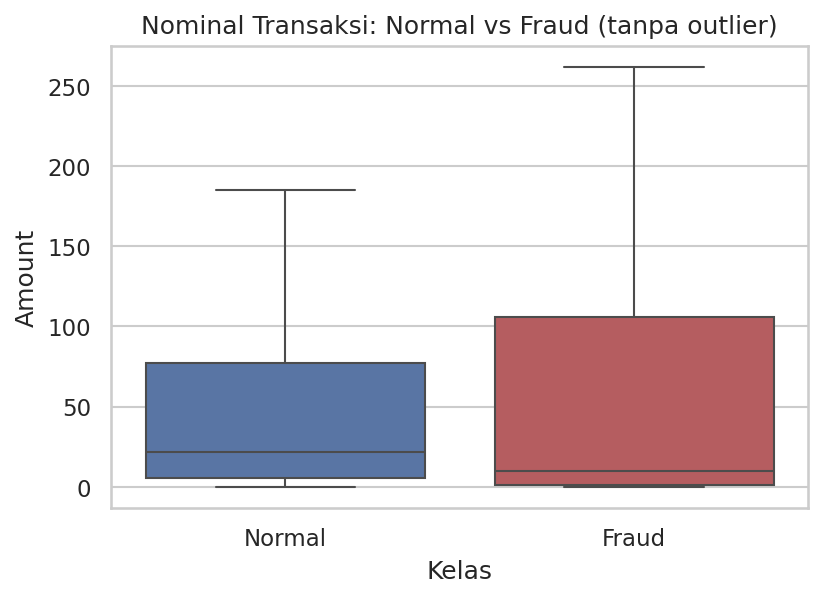 Nominal Transaksi: Normal vs Fraud (tanpa outlier)
Amount
250
200
150
100
50
0
Normal
Fraud
Kelas